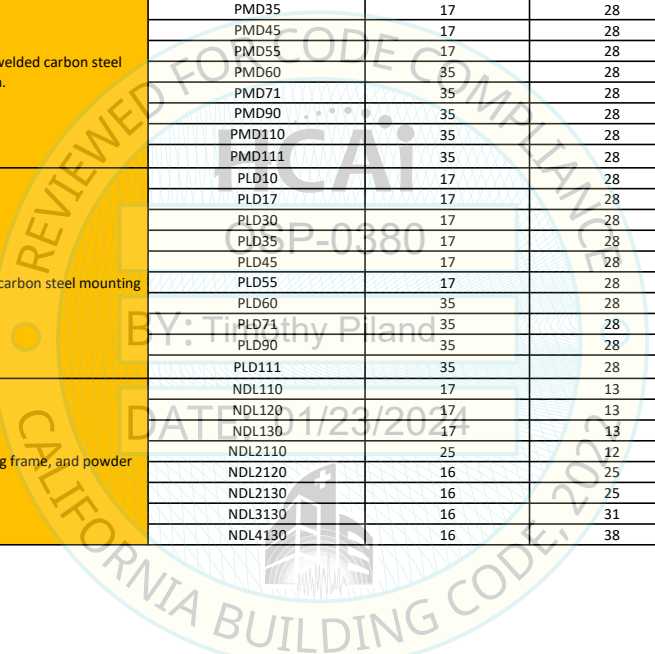 PMD35 17 28
PMD45 17 28
welded carbon steel PMD55 17 28
PMD60 35 28
PMD71 35 28
PMD90 35 28
PMD110 35 28
PMD111 35 28
PLD10 17 28
PLD17 17 28
PLD30 17 28
PLD35 17 28
PLD45 17 28
carbon steel mounting PLD55 17 28
PLD60 35 28
PLD71 35 28
PLD90 35 28
PLD111 35 28
NDL110 17 13
NDL120 17 13
NDL130 17 13
g frame, and powder NDL2110 25 12
NDL2120 16 25
NDL2130 16 25
NDL3130 16 31
NDL4130 16 38
REVIEWED FOR CODE COMPLIANCE
HCAi
OSP-0380
BY: Timothy Piland
DATE: 01/23/2024
CALIFORNIA BUILDING CODE, 2022